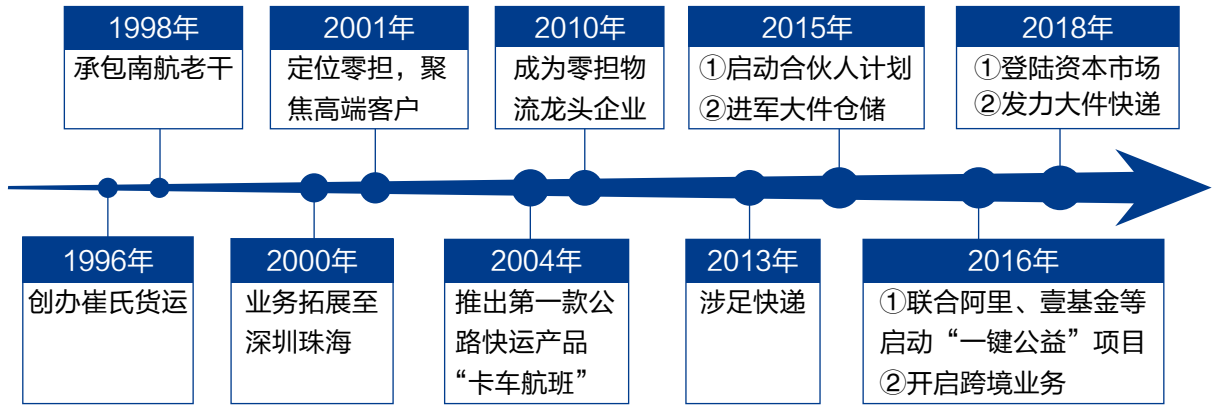 1998年
承包南航老干
2001年
定位零担，聚
焦高端客户
2010年
成为零担物
流龙头企业
2015年
①启动合伙人计划
②进军大件仓储
2018年
①登陆资本市场
②发力大件快递
1996年
创办崔氏货运
2000年
业务拓展至
深圳珠海
2004年
推出第一款公
路快运产品
“卡车航班”
2013年
涉足快递
2016年
①联合阿里、壹基金等
启动“一键公益”项目
②开启跨境业务